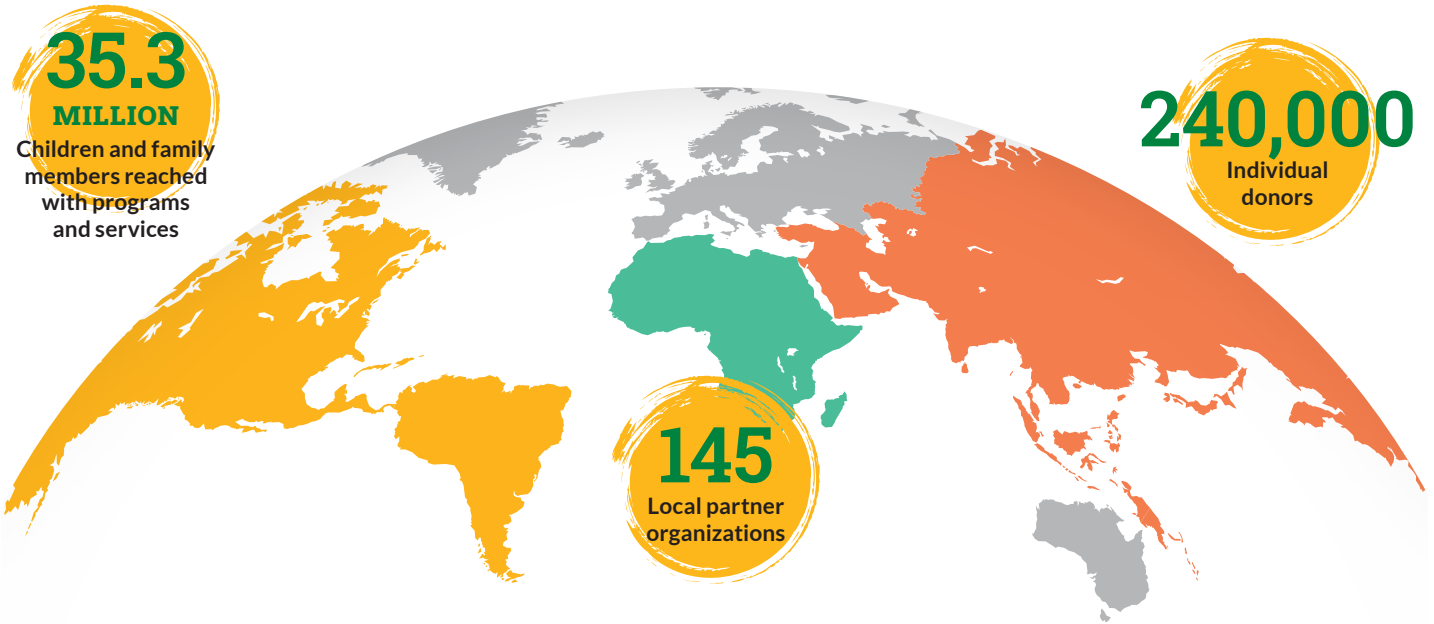 35.3
MILLION
Children and family
members reached
with programs
and services
240,000
Individual
donors
145
Local partner
organizations